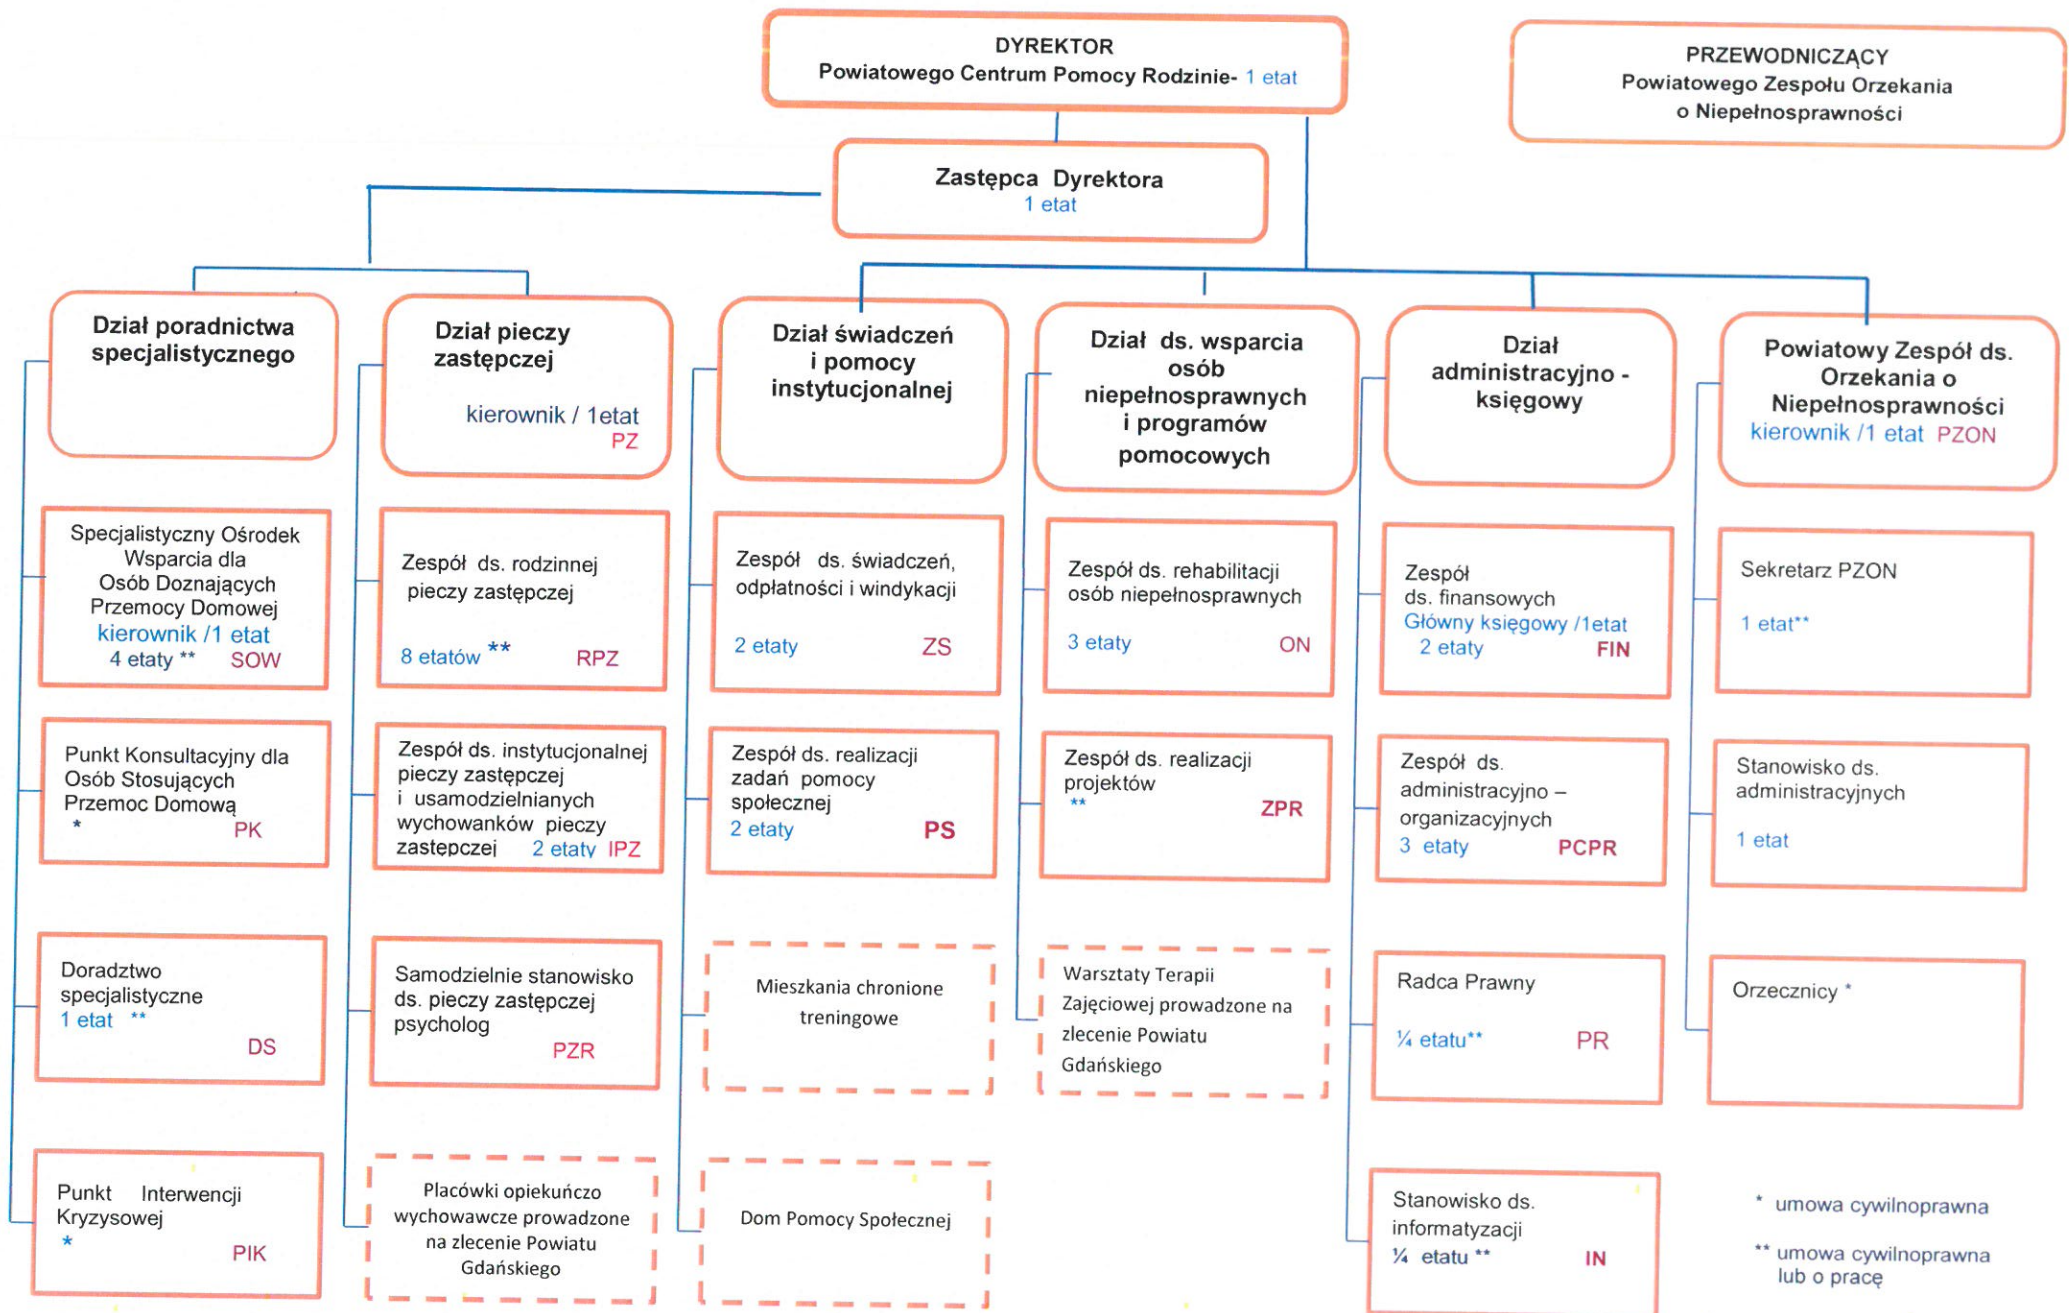 DYREKTOR
Powiatowego Centrum Pomocy Rodzinie- 1 etat
PRZEWODNICZĄCY
Powiatowego Zespołu Orzekania
o Niepełnosprawności
Zastępca Dyrektora
1 etat
Dział poradnictwa
specjalistycznego
Dział pieczy
zastępczej
kierownik / 1etat
PZ
Dział świadczeń
i pomocy
instytucjonalnej
Dział ds. wsparcia
osób
niepełnosprawnych
i programów
pomocowych
Dział
administracyjno -
księgowy
Powiatowy Zespół ds.
Orzekania o
Niepełnosprawności
kierownik /1 etat PZON
Specjalistyczny Ośrodek
Wsparcia dla
Osób Doznających
Przemocy Domowej
kierownik /1 etat
4 etaty ** SOW
Zespół ds. rodzinnej
pieczy zastępczej
8 etatów ** RPZ
Zespół ds. świadczeń,
odpłatności i windykacji
2 etaty ZS
Zespół ds. rehabilitacji
osób niepełnosprawnych
3 etaty ON
Zespół
ds. finansowych
Główny księgowy /1etat
2 etaty FIN
Sekretarz PZON
1 etat**
Punkt Konsultacyjny dla
Osób Stosujących
Przemoc Domową
* PK
Zespół ds. instytucjonalnej
pieczy zastępczej
i usamodzielnianych
wychowanków pieczy
zastępczej 2 etaty IPZ
Zespół ds. realizacji
zadań pomocy
społecznej
2 etaty PS
Zespół ds. realizacji
projektów
** ZPR
Zespół ds.
administracyjno –
organizacyjnych
3 etaty PCPR
Stanowisko ds.
administracyjnych
1 etat
Doradztwo
specjalistyczne
1 etat **
DS
Samodzielnie stanowisko
ds. pieczy zastępczej
psycholog
PZR
Mieszkania chronione
treningowe
Warsztaty Terapii
Zajęciowej prowadzone na
zlecenie Powiatu
Gdańskiego
Radca Prawny
¼ etatu** PR
Orzecznicy *
Punkt Interwencji
Kryzysowej
* PIK
Placówki opiekuńczo
wychowawcze prowadzone
na zlecenie Powiatu
Gdańskiego
Dom Pomocy Społecznej
Stanowisko ds.
informatyzacji
¼ etatu ** IN
* umowa cywilnoprawna
** umowa cywilnoprawna
lub o pracę